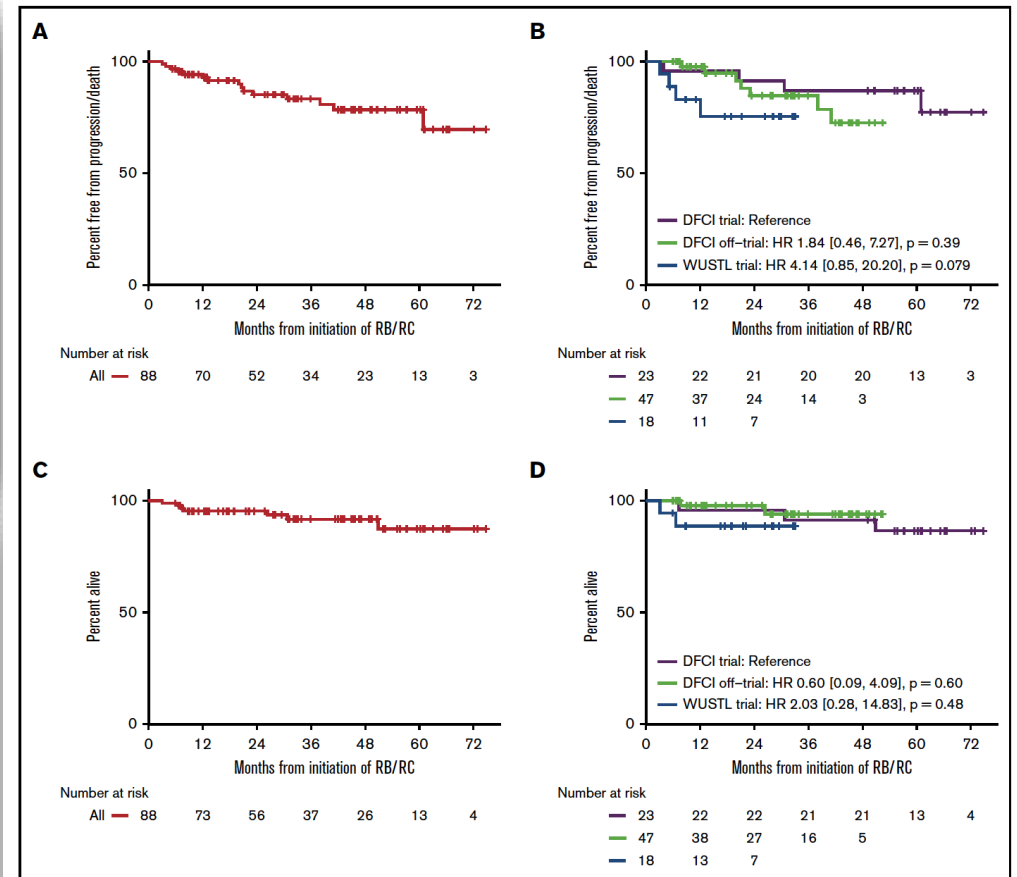 A
Percent free from progression/death
100
50
0
0 12 24 36 48 60 72
Months from initiation of RB/RC
Number at risk
All 88 70 52 34 23 13 3
B
Percent free from progression/death
100
50
0
DFCI trial: Reference
DFCI off–trial: HR 1.84 [0.46, 7.27], p = 0.39
WUSTL trial: HR 4.14 [0.85, 20.20], p = 0.079
0 12 24 36 48 60 72
Months from initiation of RB/RC
Number at risk
23 22 21 20 20 13 3
47 37 24 14 3
18 11 7
C
Percent alive
100
50
0
0 12 24 36 48 60 72
Months from initiation of RB/RC
Number at risk
All 88 73 56 37 26 13 4
D
Percent alive
100
50
0
DFCI trial: Reference
DFCI off–trial: HR 0.60 [0.09, 4.09], p = 0.60
WUSTL trial: HR 2.03 [0.28, 14.83], p = 0.48
0 12 24 36 48 60 72
Months from initiation of RB/RC
Number at risk
23 22 22 21 21 13 4
47 38 27 16 5
18 13 7